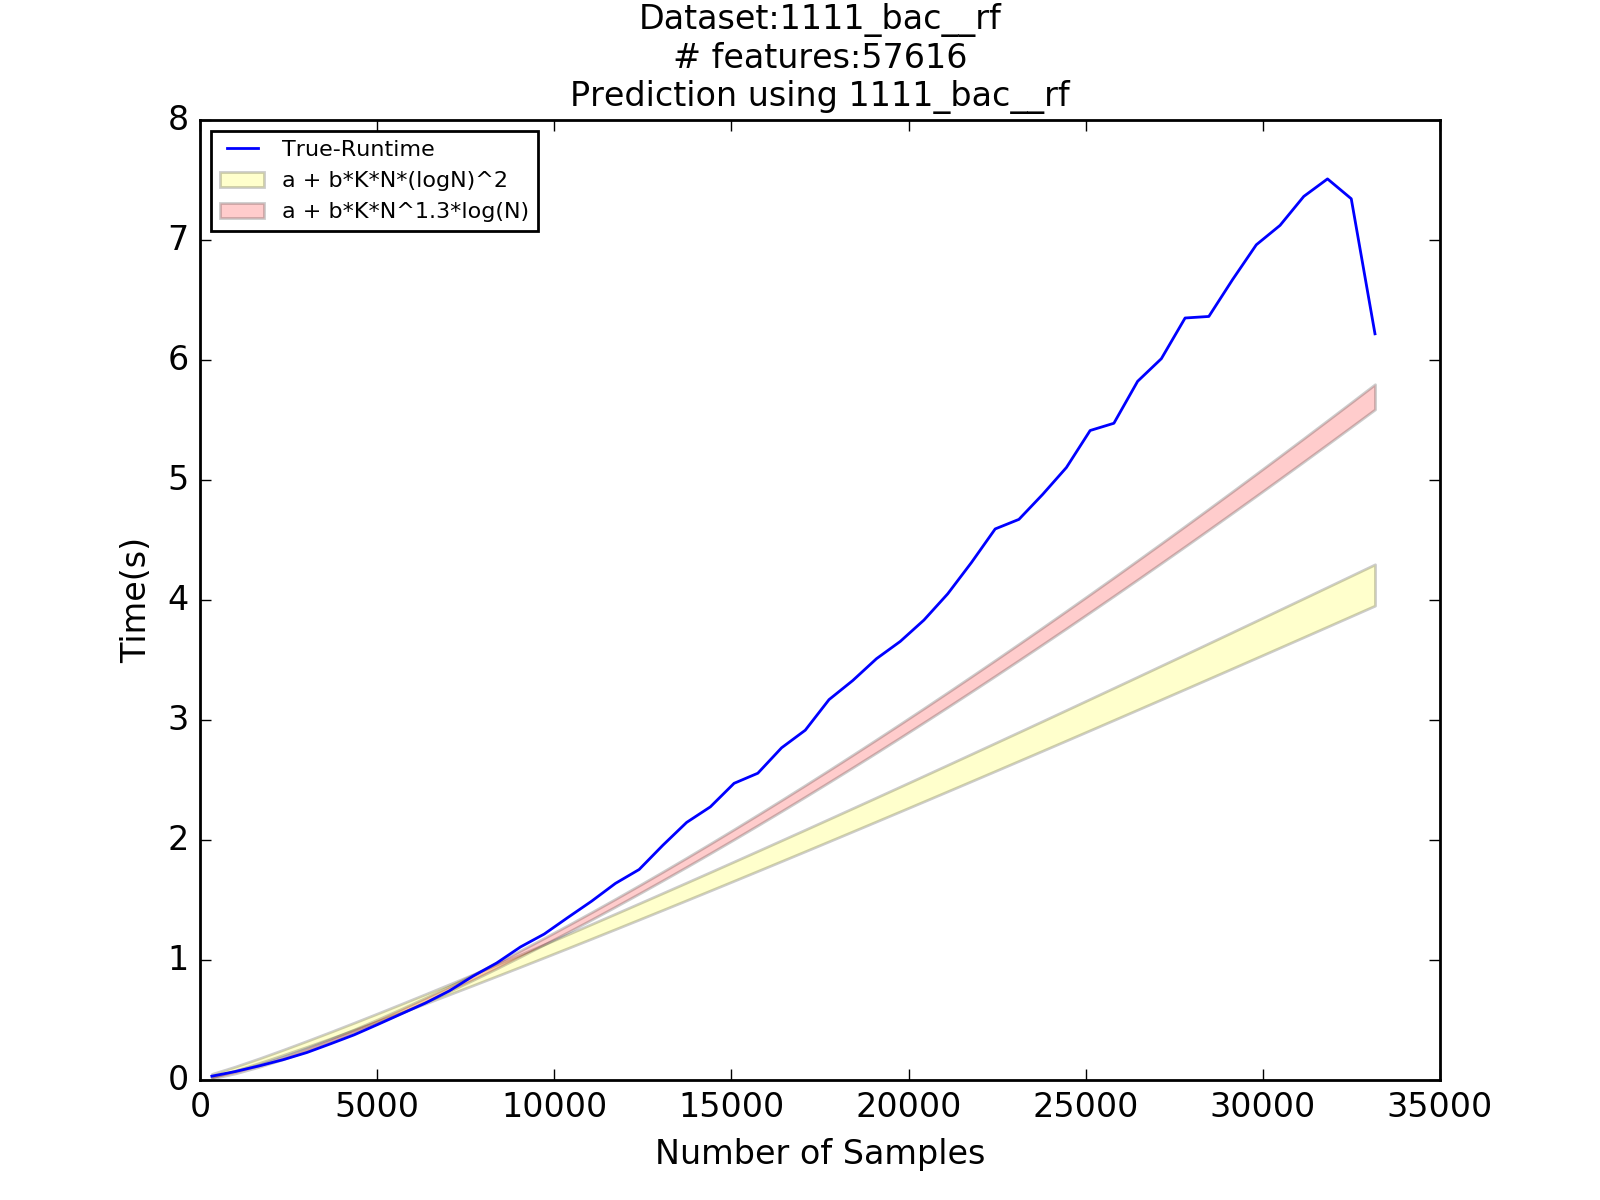 Dataset:1111_bac__rf
# features:57616
Prediction using 1111_bac__rf
True-Runtime
a + b*K*N*(logN)^2
a + b*K*N^1.3*log(N)
8
7
6
5
4
3
2
1
0
Time(s)
0 5000 10000 15000 20000 25000 30000 35000
Number of Samples